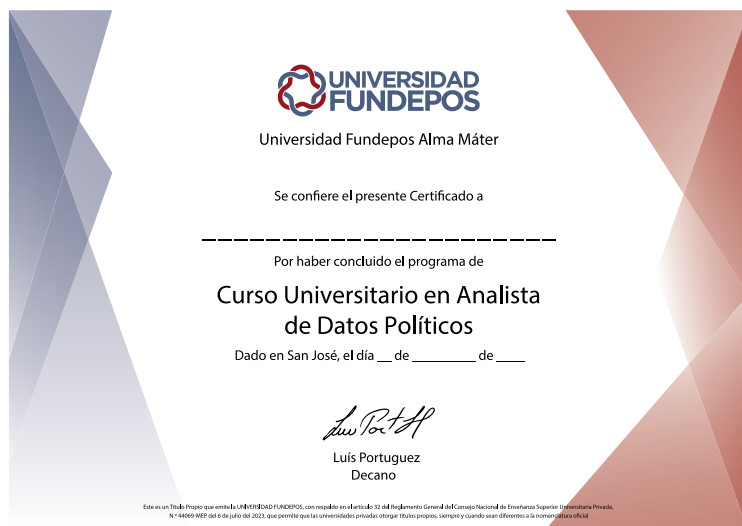 UNIVERSIDAD
FUNDEPOS
Universidad Fundepos Alma Máter
Se confiere el presente Certificado a
Por haber concluido el programa de
Curso Universitario en Analista
de Datos Políticos
Dado en San José, el día __ de ________ de ____
Luís Portuguez
Decano
Este es un Título Propio que emite la UNIVERSIDAD FUNDEPOS, con respaldo en el artículo 32 del Reglamento General del Consejo Nacional de Enseñanza Superior Universitaria Privada,
N.º 44069-MEP del 6 de julio del 2023, que permite que las universidades privadas otorgar títulos propios, siempre y cuando sean diferentes a la nomenclatura oficial